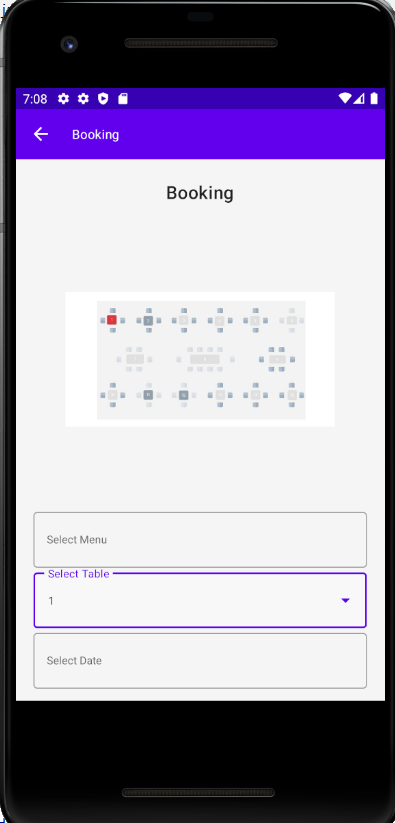 7:08
Booking
Booking
Select Menu
Select Table
1
Select Date